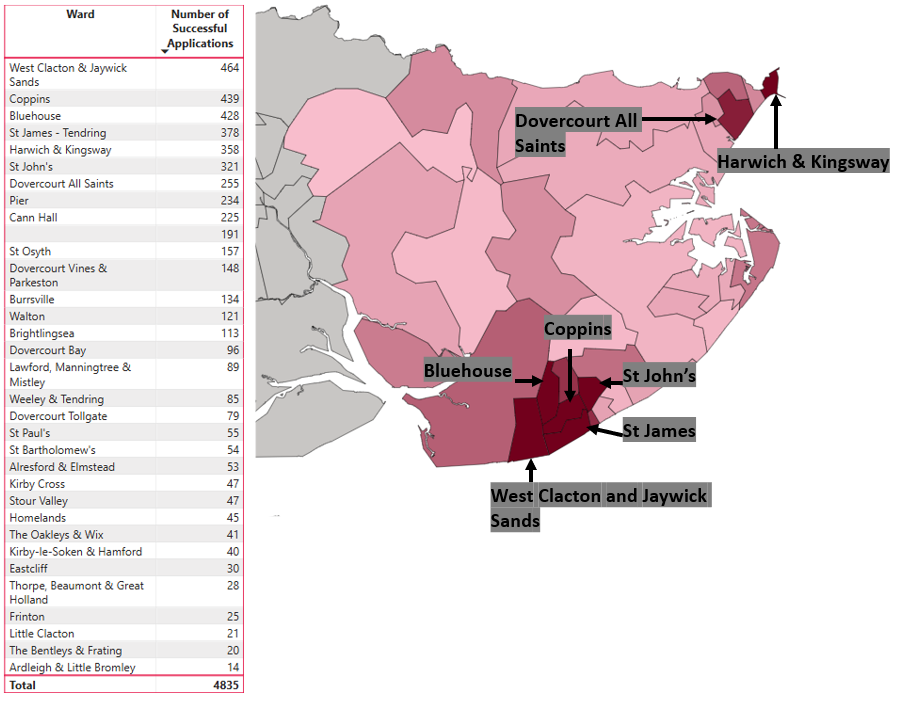 Ward Number of
Successful
Applications
West Clacton & Jaywick 464
Sands
Coppins 439
Bluehouse 428
St James - Tendring 378
Harwich & Kingsway 358
St John's 321
Dovercourt All Saints 255
Pier 234
Cann Hall 225
191
St Osyth 157
Dovercourt Vines & 148
Parkeston
Burrsville 134
Walton 121
Brightlingsea 113
Dovercourt Bay 96
Lawford, Manningtree & 89
Mistley
Weeley & Tendring 85
Dovercourt Tollgate 79
St Paul's 55
St Bartholomew's 54
Alresford & Elmstead 53
Kirby Cross 47
Stour Valley 47
Homelands 45
The Oakleys & Wix 41
Kirby-le-Soken & Hamford 40
Eastcliff 30
Thorpe, Beaumont & Great 28
Holland
Frinton 25
Little Clacton 21
The Bentleys & Frating 20
Ardleigh & Little Bromley 14
Total 4835
Dovercourt All
Saints
Harwich & Kingsway
Coppins
Bluehouse
St John’s
St James
West Clacton and Jaywick
Sands